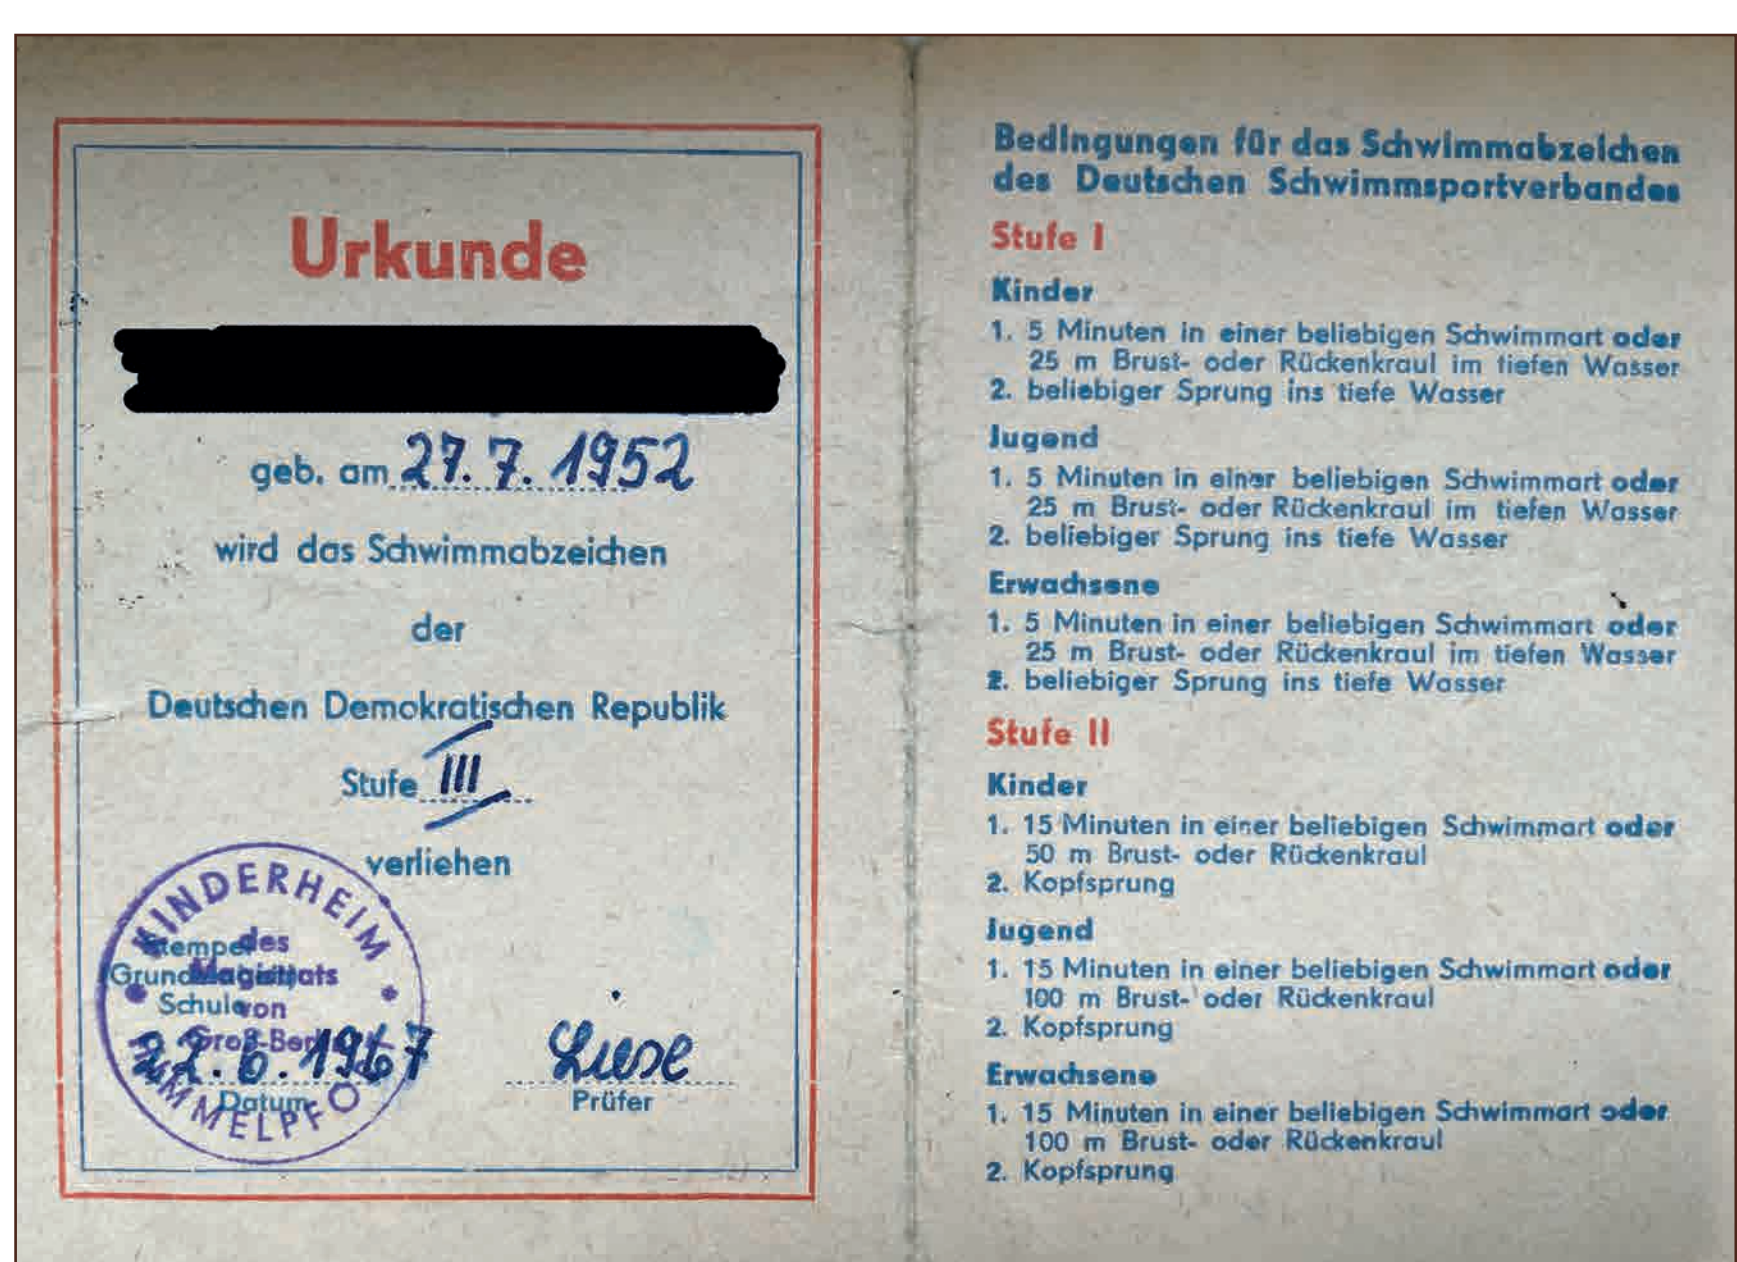 Urkunde
geb. am 27. 7. 1952
wird das Schwimmabzeichen
der
Deutschen Demokratischen Republik
Stufe III
verliehen
KINDERHEIM
Stempel des
Magistrats
Schule von
Groß-Berlin
22. 6. 1967
Liese
Datum
Prüfer
Bedingungen für das Schwimmabzeichen
des Deutschen Schwimmsportverbandes
Stufe I
Kinder
1. 5 Minuten in einer beliebigen Schwimmart oder
25 m Brust- oder Rückenkraul im tiefen Wasser
2. beliebiger Sprung ins tiefe Wasser
Jugend
1. 5 Minuten in einer beliebigen Schwimmart oder
25 m Brust- oder Rückenkraul im tiefen Wasser
2. beliebiger Sprung ins tiefe Wasser
Erwachsene
1. 5 Minuten in einer beliebigen Schwimmart oder
25 m Brust- oder Rückenkraul im tiefen Wasser
2. beliebiger Sprung ins tiefe Wasser
Stufe II
Kinder
1. 15 Minuten in einer beliebigen Schwimmart oder
50 m Brust- oder Rückenkraul
2. Kopfsprung
Jugend
1. 15 Minuten in einer beliebigen Schwimmart oder
100 m Brust- oder Rückenkraul
2. Kopfsprung
Erwachsene
1. 15 Minuten in einer beliebigen Schwimmart oder
100 m Brust- oder Rückenkraul
2. Kopfsprung